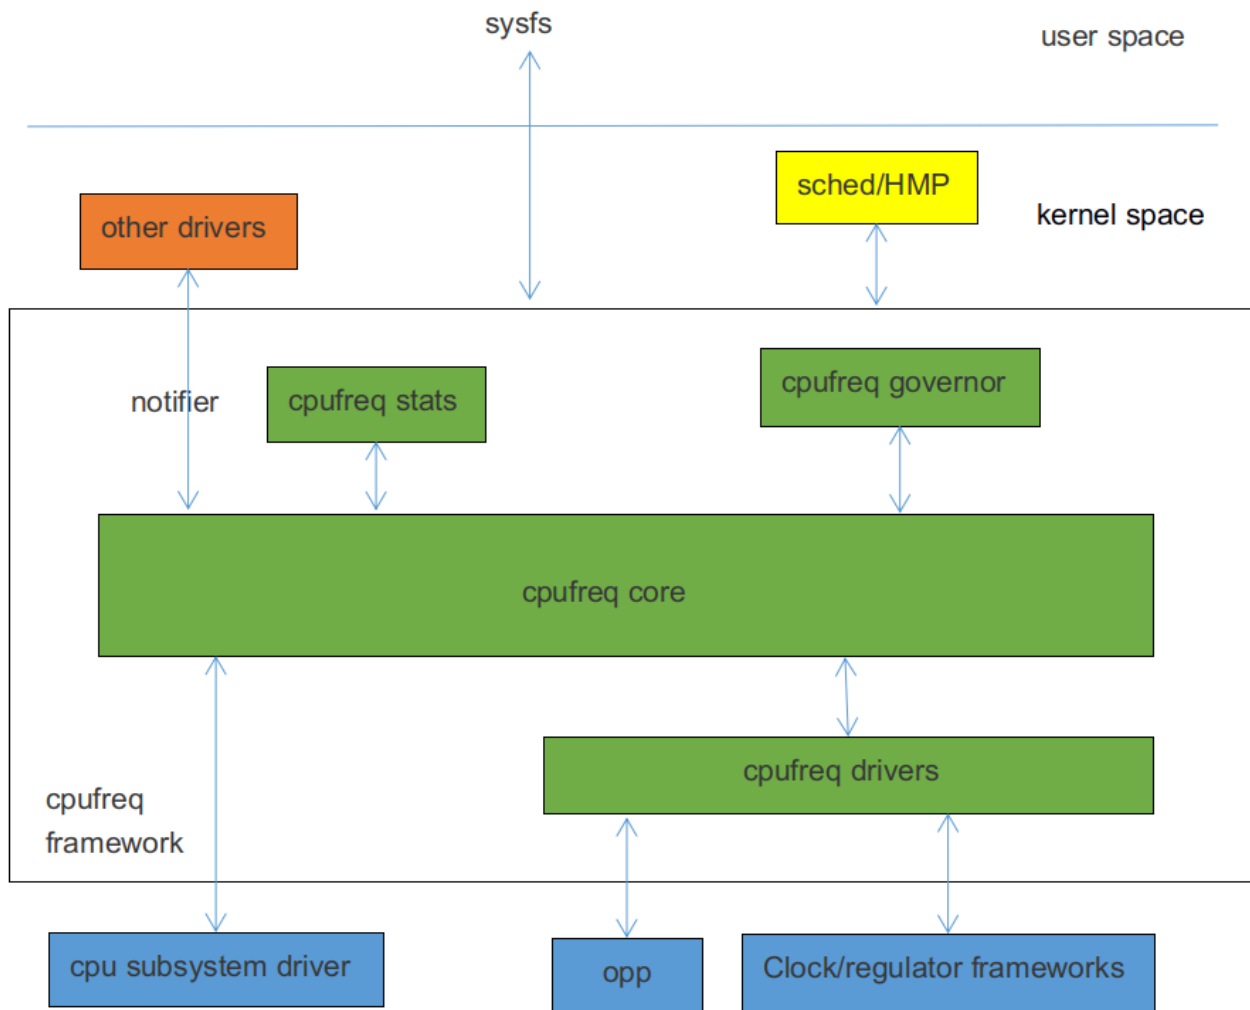 sysfs
user space
sched/HMP
kernel space
other drivers
notifier
cpufreq stats
cpufreq governor
cpufreq core
cpufreq drivers
cpufreq
framework
cpu subsystem driver
opp
Clock/regulator frameworks